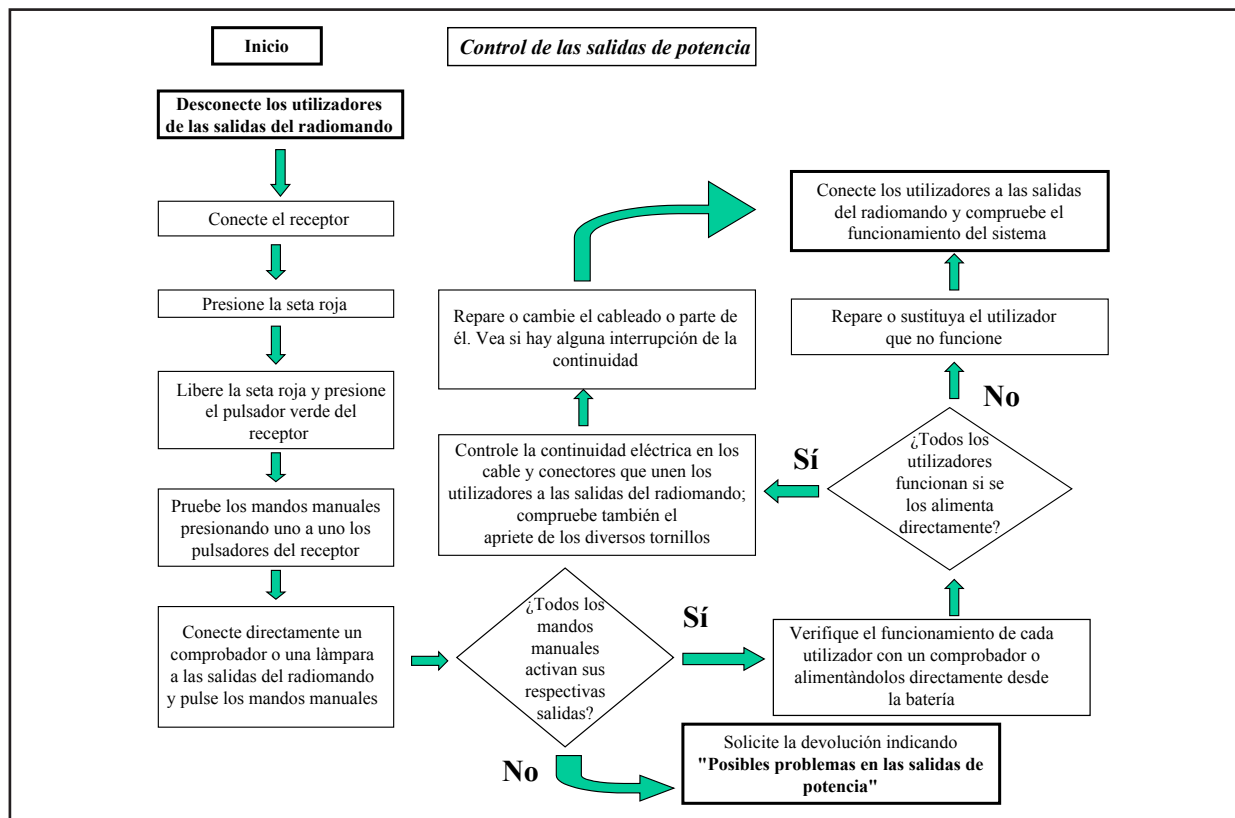 Inicio
Control de las salidas de potencia
Desconecte los utilizadores
de las salidas del radiomando
Conecte el receptor
Presione la seta roja
Libere la seta roja y presione
el pulsador verde del
receptor
Pruebe los mandos manuales
presionando uno a uno los
pulsadores del receptor
Conecte directamente un
comprobador o una làmpara
a las salidas del radiomando
y pulse los mandos manuales
¿Todos los
mandos
manuales
activan sus
respectivas
salidas?
Sí
No
Solicite la devolución indicando
"Posibles problemas en las salidas de
potencia"
Verifique el funcionamiento de cada
utilizador con un comprobador o
alimentàndolos directamente desde
la batería
¿Todos los
utilizadores
funcionan si se
los alimenta
directamente?
Sí
No
Controle la continuidad eléctrica en los
cable y conectores que unen los
utilizadores a las salidas del radiomando;
compruebe también el
apriete de los diversos tornillos
Repare o cambie el cableado o parte de
él. Vea si hay alguna interrupción de la
continuidad
Repare o sustituya el utilizador
que no funcione
Conecte los utilizadores a las salidas
del radiomando y compruebe el
funcionamiento del sistema